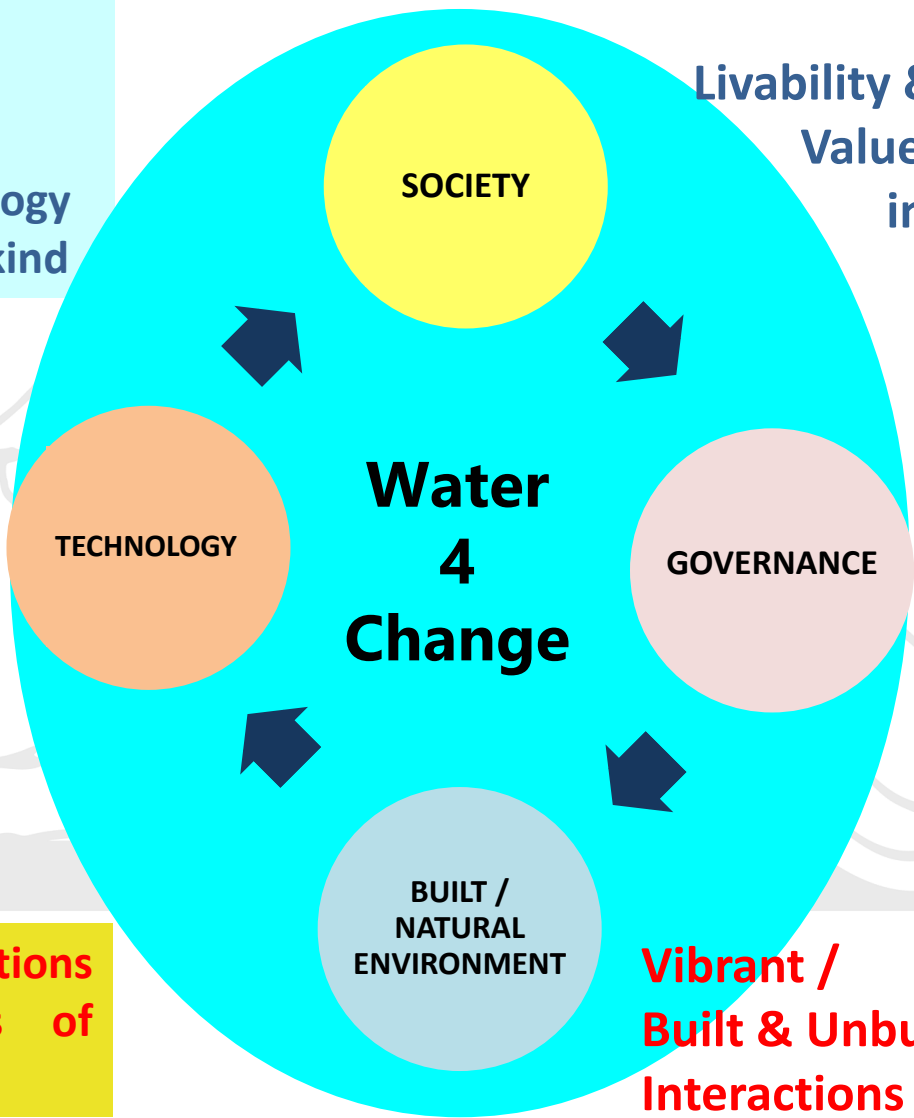 Livability &
Value
in
ogy
kind
SOCIETY
TECHNOLOGY
Water
4
Change
GOVERNANCE
BUILT /
NATURAL
ENVIRONMENT
tions
s of
Vibrant /
Built & Unbu
Interactions